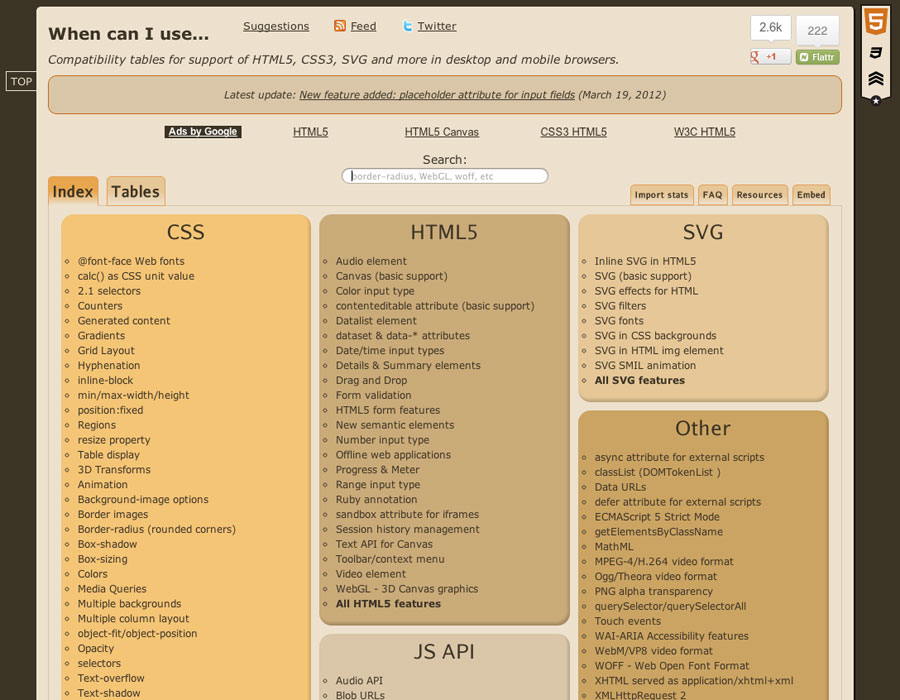 When can I use...
Suggestions
Feed
Twitter
2.6k
222
+1
Flattr
Compatibility tables for support of HTML5, CSS3, SVG and more in desktop and mobile browsers.
TOP
Latest update: New feature added: placeholder attribute for input fields (March 19, 2012)
Ads by Google
HTML5
HTML5 Canvas
CSS3 HTML5
W3C HTML5
Search:
border-radius, WebGL, woff, etc
Index
Tables
Import stats
FAQ
Resources
Embed
CSS
@font-face Web fonts
calc() as CSS unit value
2.1 selectors
Counters
Generated content
Gradients
Grid Layout
Hyphenation
inline-block
min/max-width/height
position:fixed
Regions
resize property
Table display
3D Transforms
Animation
Background-image options
Border images
Border-radius (rounded corners)
Box-shadow
Box-sizing
Colors
Media Queries
Multiple backgrounds
Multiple column layout
object-fit/object-position
Opacity
selectors
Text-overflow
Text-shadow
HTML5
Audio element
Canvas (basic support)
Color input type
contenteditable attribute (basic support)
Datalist element
dataset & data-* attributes
Date/time input types
Details & Summary elements
Drag and Drop
Form validation
HTML5 form features
New semantic elements
Number input type
Offline web applications
Progress & Meter
Range input type
Ruby annotation
sandbox attribute for iframes
Session history management
Text API for Canvas
Toolbar/context menu
Video element
WebGL - 3D Canvas graphics
All HTML5 features
JS API
Audio API
Blob URLs
SVG
Inline SVG in HTML5
SVG (basic support)
SVG effects for HTML
SVG filters
SVG fonts
SVG in CSS backgrounds
SVG in HTML img element
SVG SMIL animation
All SVG features
Other
async attribute for external scripts
classList (DOMTokenList )
Data URLs
defer attribute for external scripts
ECMAScript 5 Strict Mode
getElementsByClassName
MathML
MPEG-4/H.264 video format
Ogg/Theora video format
PNG alpha transparency
querySelector/querySelectorAll
Touch events
WAI-ARIA Accessibility features
WebM/VP8 video format
WOFF - Web Open Font Format
XHTML served as application/xhtml+xml
XMLHttpRequest 2